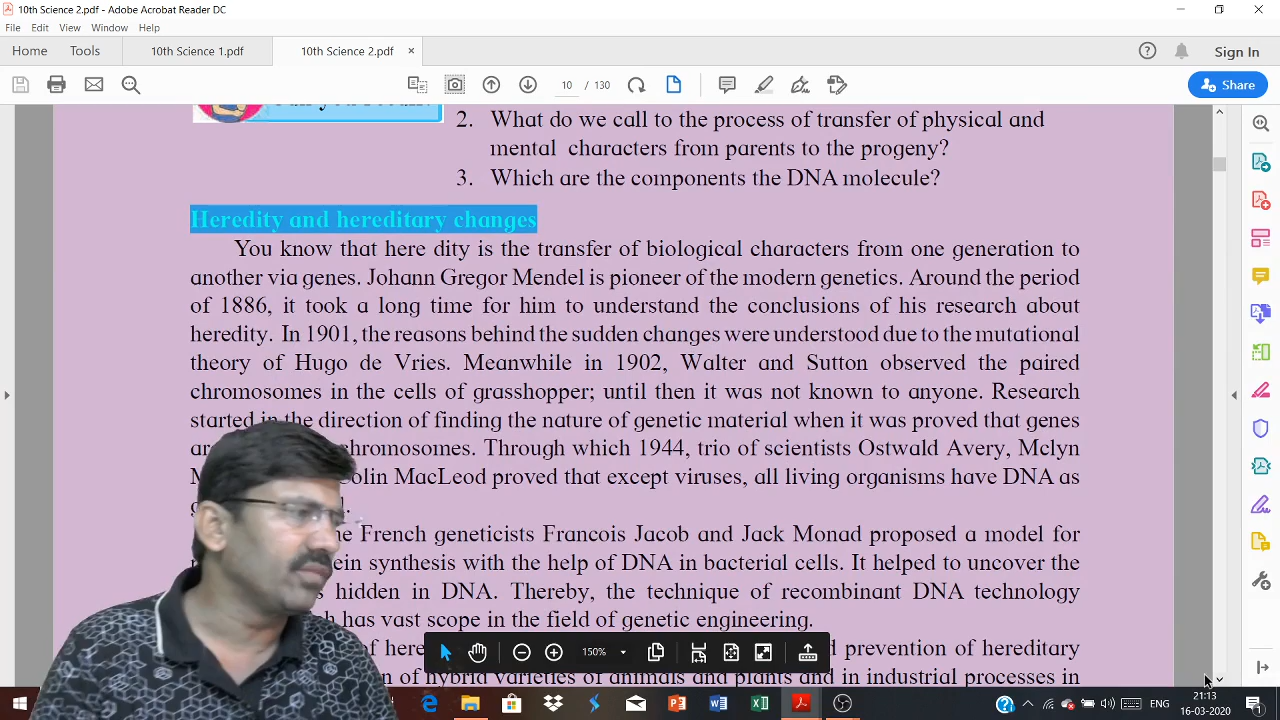 10th Science 2.pdf - Adobe Acrobat Reader DC
File Edit View Window Help
Home Tools 10th Science 1.pdf 10th Science 2.pdf × Sign In
10 / 130 Share
2. What do we call to the process of transfer of physical and
mental characters from parents to the progeny?
3. Which are the components the DNA molecule?
Heredity and hereditary changes
You know that here dity is the transfer of biological characters from one generation to
another via genes. Johann Gregor Mendel is pioneer of the modern genetics. Around the period
of 1886, it took a long time for him to understand the conclusions of his research about
heredity. In 1901, the reasons behind the sudden changes were understood due to the mutational
theory of Hugo de Vries. Meanwhile in 1902, Walter and Sutton observed the paired
chromosomes in the cells of grasshopper; until then it was not known to anyone. Research
started in the direction of finding the nature of genetic material when it was proved that genes
chromosomes. Through which 1944, trio of scientists Ostwald Avery, Mclyn
Colin MacLeod proved that except viruses, all living organisms have DNA as
French geneticists Francois Jacob and Jack Monad proposed a model for
synthesis with the help of DNA in bacterial cells. It helped to uncover the
hidden in DNA. Thereby, the technique of recombinant DNA technology
has vast scope in the field of genetic engineering.
of prevention of hereditary
of hybrid varieties of animals and plants and in industrial processes in
150%
21:13
ENG
16-03-2020